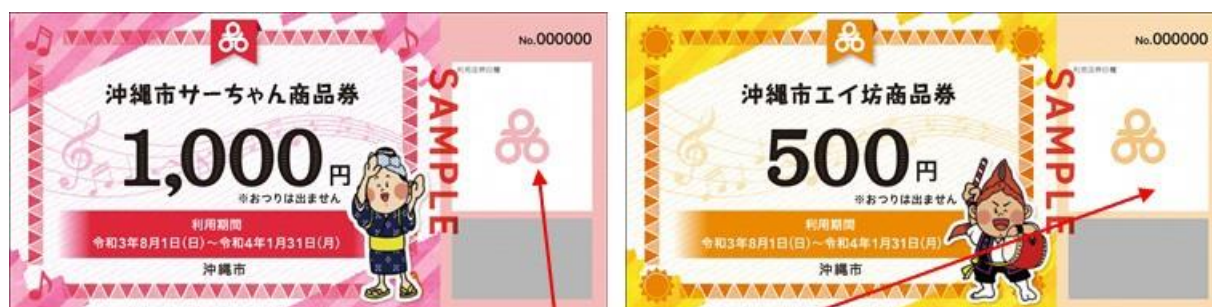 No.000000
利用店舗印欄
沖縄市サーちゃん商品券
1,000円
※おつりは出ません
利用期間
令和3年8月1日(日)～令和4年1月31日(月)
沖縄市
SAMPLE
No.000000
利用店舗印欄
沖縄市エイ坊商品券
500円
※おつりは出ません
利用期間
令和3年8月1日(日)～令和4年1月31日(月)
沖縄市
SAMPLE